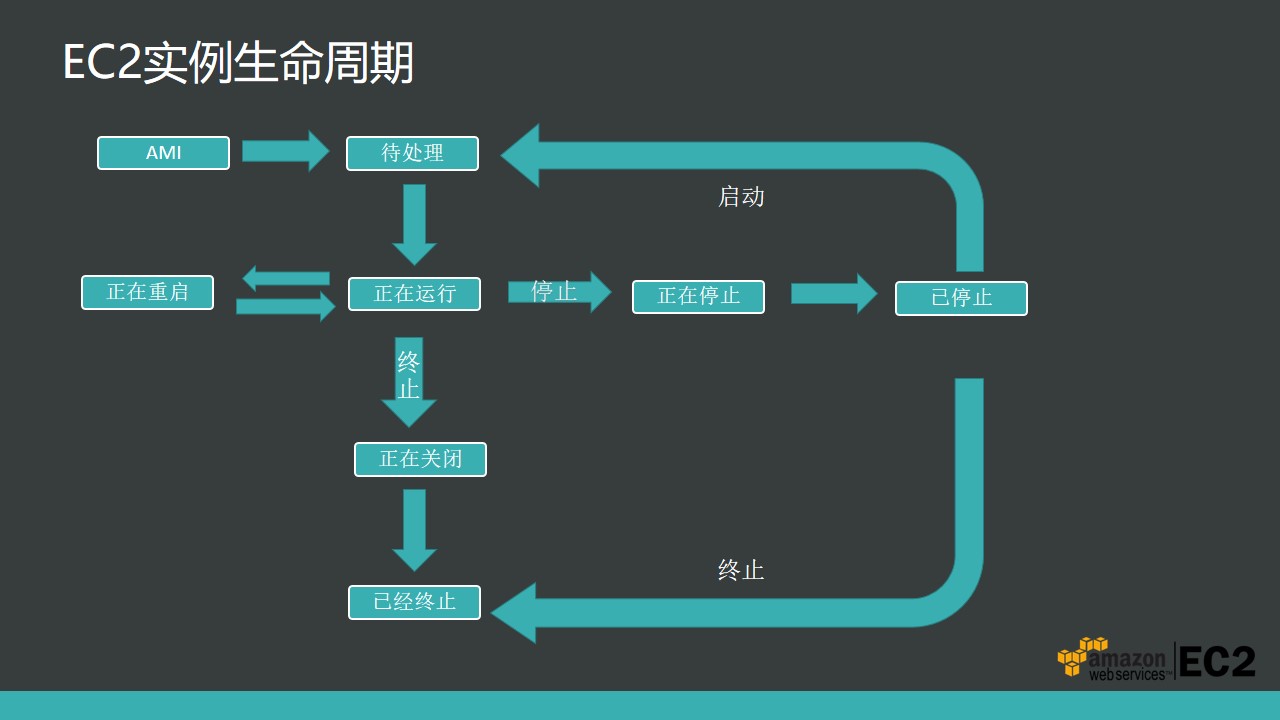 EC2实例生命周期
AMI
待处理
启动
正在重启
正在运行
停止
正在停止
已停止
终
止
正在关闭
终止
已经终止
amazon
webservices™
EC2